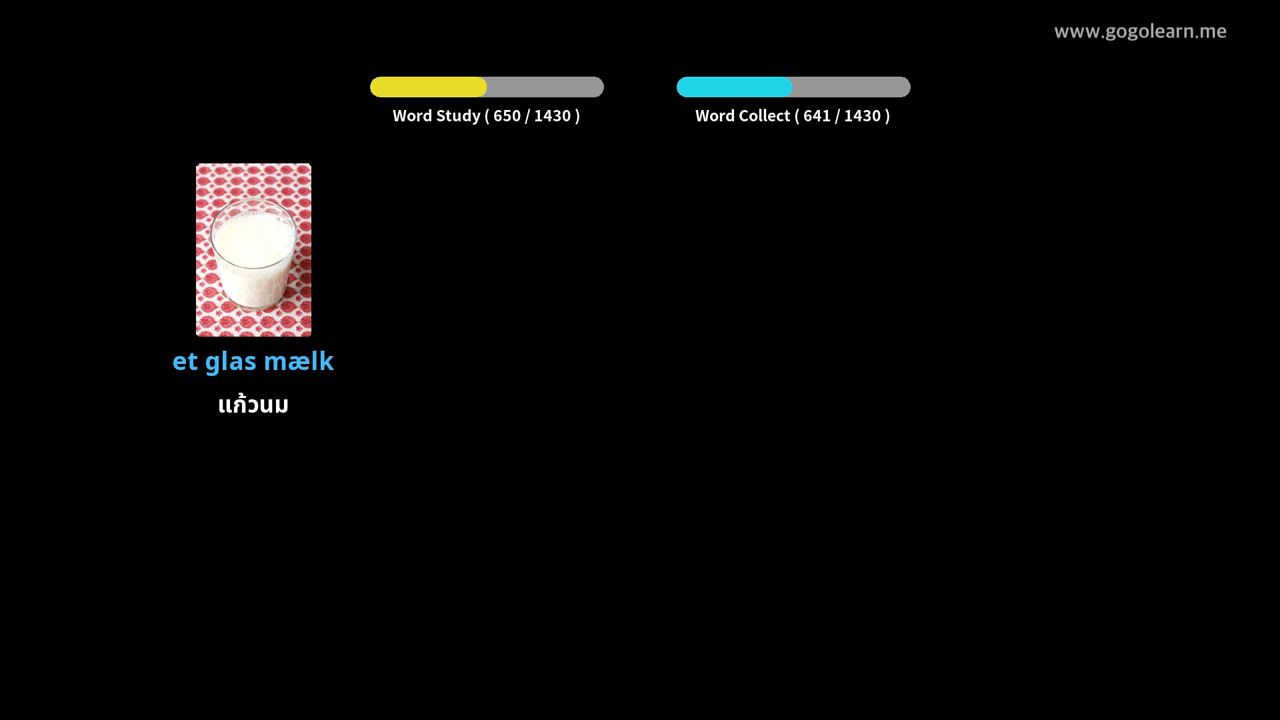 www.gogolearn.me
Word Study ( 650 / 1430 )
Word Collect ( 641 / 1430 )
et glas mælk
แก้วนม